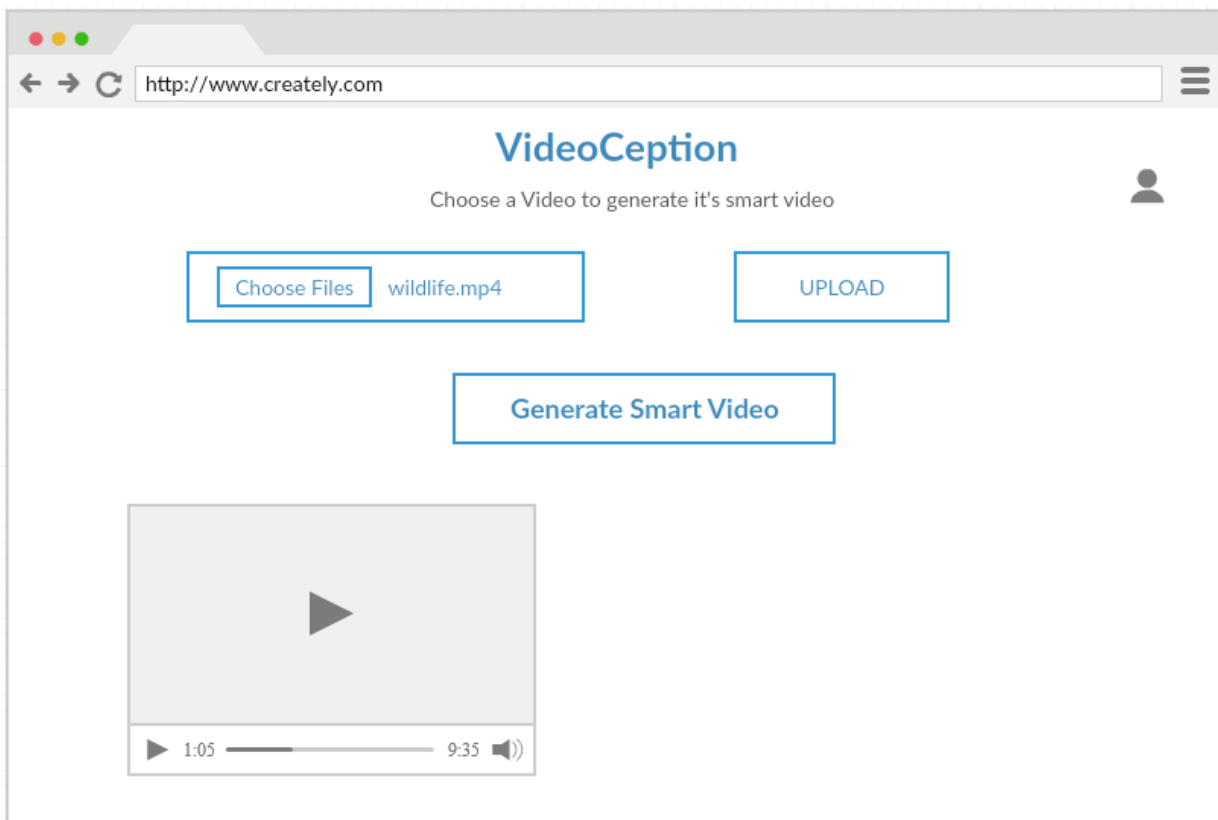 http://www.creately.com
VideoCeption
Choose a Video to generate it's smart video
Choose Files wildlife.mp4 UPLOAD
Generate Smart Video
1:05 9:35